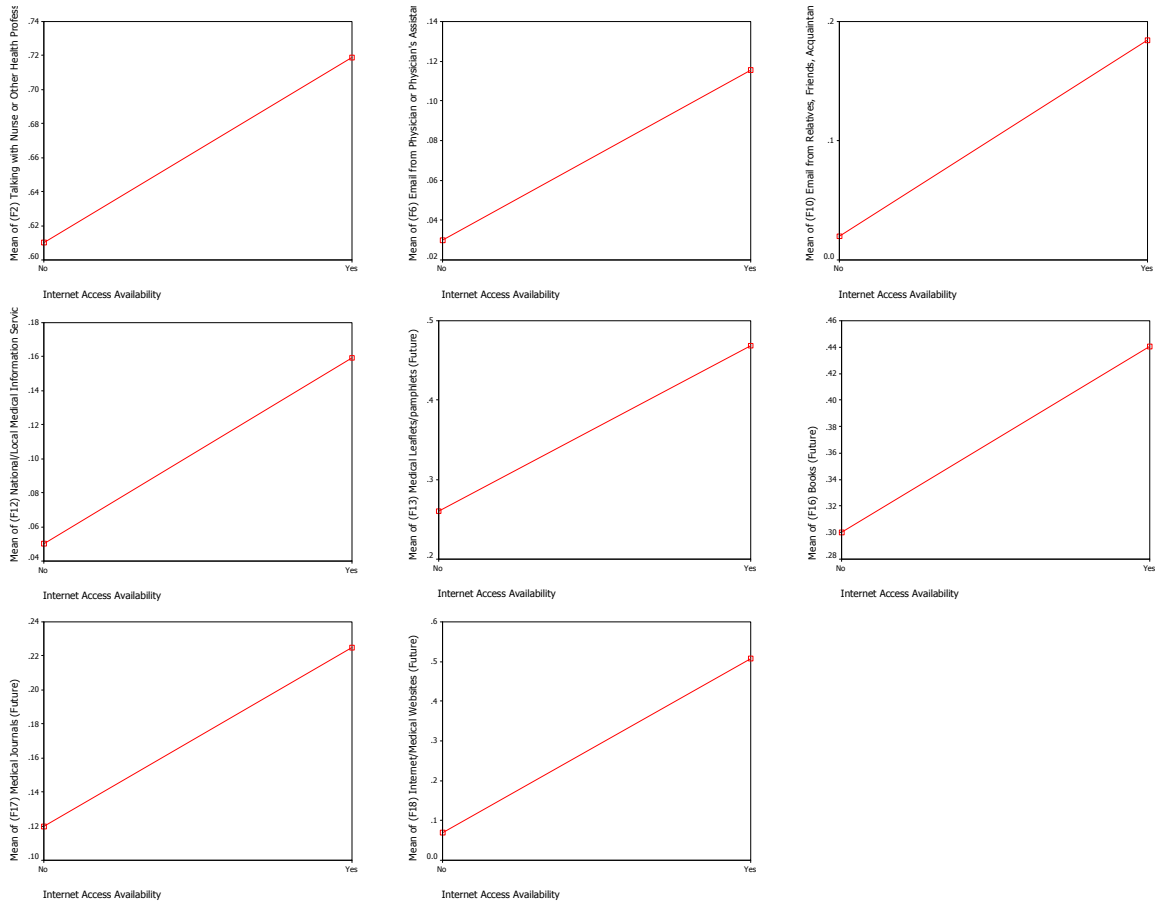 Mean of (F2) Talking with Nurse or Other Health Profess
.74
.72
.70
.68
.66
.64
.62
.60
No
Yes
Internet Access Availability
Mean of (F6) Email from Physician or Physician's Assistan
.14
.12
.10
.08
.06
.04
.02
No
Yes
Internet Access Availability
Mean of (F10) Email from Relatives, Friends, Acquaintan
.2
.1
0.0
No
Yes
Internet Access Availability
Mean of (F12) National/Local Medical Information Servic
.18
.16
.14
.12
.10
.08
.06
.04
No
Yes
Internet Access Availability
Mean of (F13) Medical Leaflets/pamphlets (Future)
.5
.4
.3
.2
No
Yes
Internet Access Availability
Mean of (F16) Books (Future)
.46
.44
.42
.40
.38
.36
.34
.32
.30
.28
No
Yes
Internet Access Availability
Mean of (F17) Medical Journals (Future)
.24
.22
.20
.18
.16
.14
.12
.10
No
Yes
Internet Access Availability
Mean of (F18) Internet/Medical Websites (Future)
.6
.5
.4
.3
.2
.1
0.0
No
Yes
Internet Access Availability